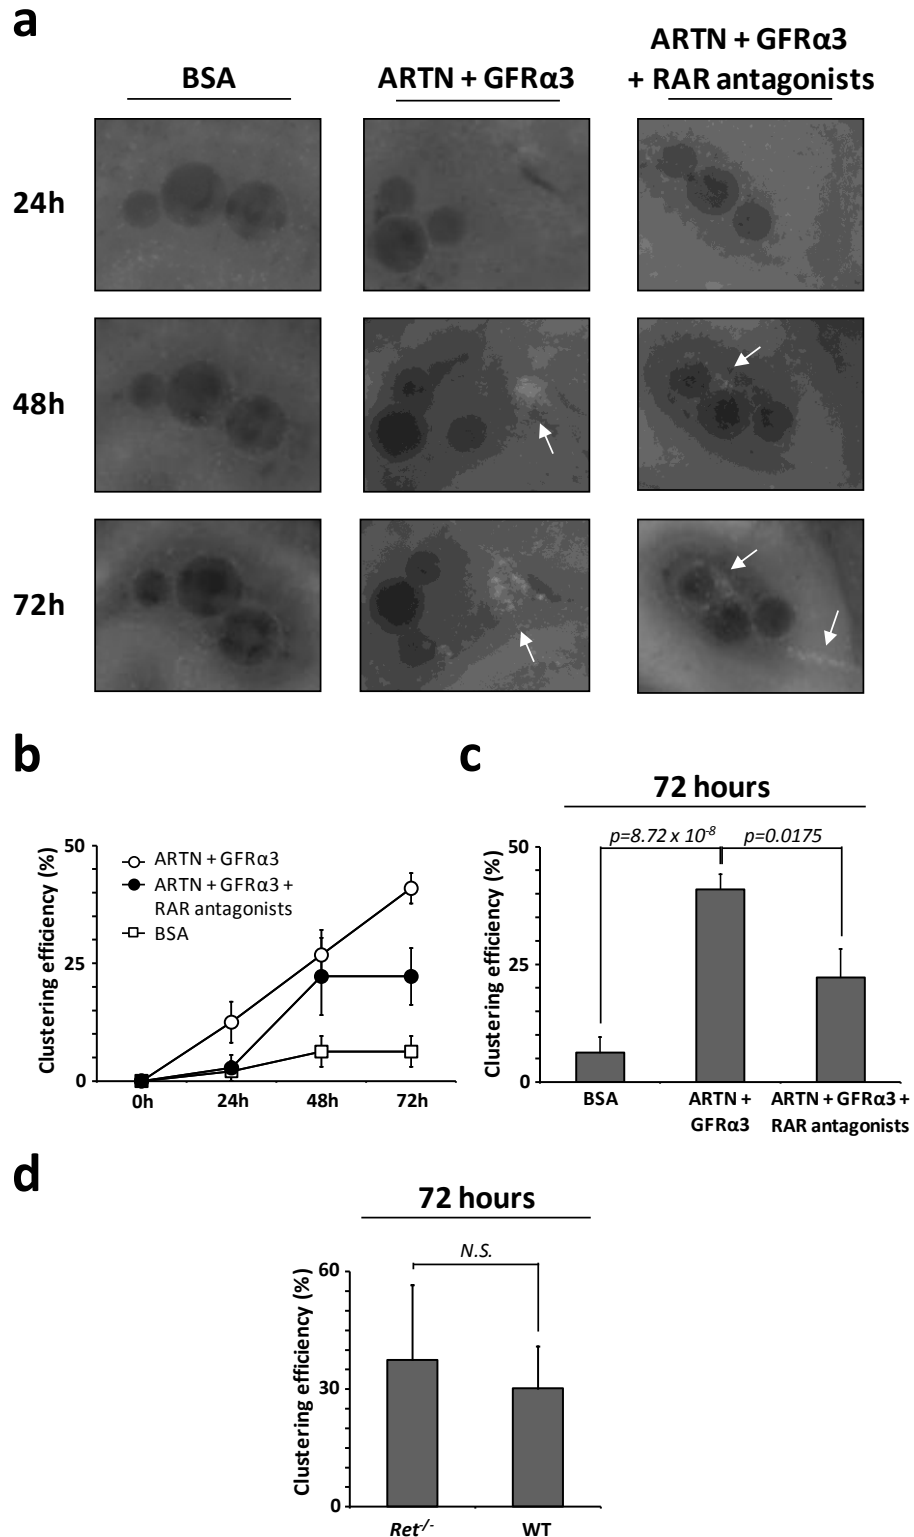 a
BSA
ARTN + GFRα3
ARTN + GFRα3
+ RAR antagonists
24h
48h
72h
b
Clustering efficiency (%)
50
25
0
ARTN + GFRα3
ARTN + GFRα3 +
RAR antagonists
BSA
0h
24h
48h
72h
c
72 hours
p=8.72 x 10⁻⁸
p=0.0175
Clustering efficiency (%)
50
25
0
BSA
ARTN +
GFRα3
ARTN + GFRα3 +
RAR antagonists
d
72 hours
N.S.
Clustering efficiency (%)
60
30
0
Ret⁻/⁻
WT